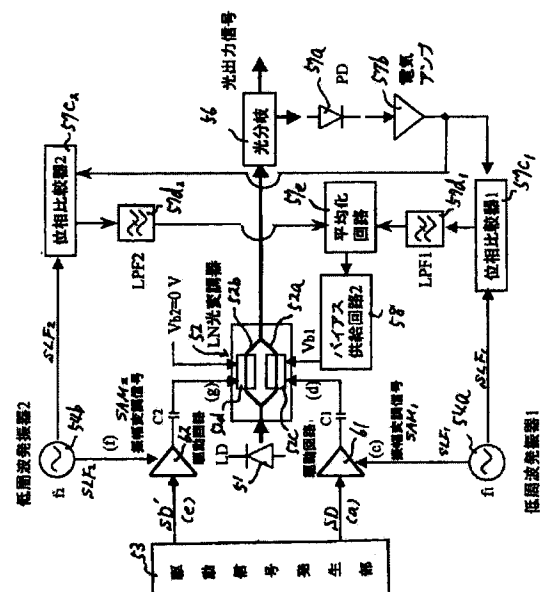 低周波発振器2
f2
54b
SLF2
位相比較器2
57C2
SLF2
(f)
SAM2
振幅変調信号
LPF2
57d2
光出力信号
56
光分岐
57a
PD
57b
電気
アンプ
53
駆動信号発生部
SD'
(e)
62
駆動回路
C2
(g)
Vb2=0 V
52
LN光変調器
52b
52d
52a
52c
LD
51
平均化
回路
57e
バイアス
供給回路2
58
Vb1
(d)
SD
(a)
駆動回路
61
C1
(c)
振幅変調信号
SAM1
SLF1
LPF1
57d1
位相比較器1
57C1
SLF1
54a
f1
低周波発振器1